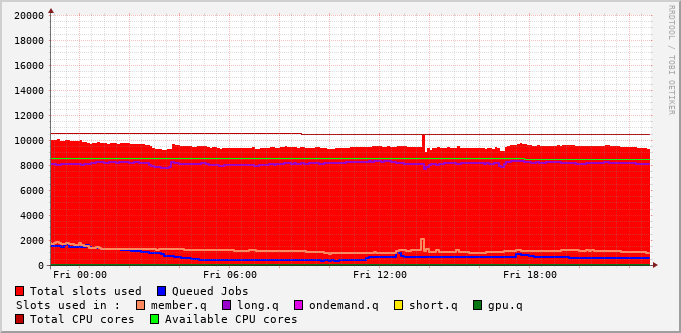 20000
18000
16000
14000
12000
10000
8000
6000
4000
2000
0
Fri 00:00 Fri 06:00 Fri 12:00 Fri 18:00
RRDTOOL / TOBI OETIKER
Total slots used Queued Jobs
Slots used in : member.q long.q ondemand.q short.q gpu.q
Total CPU cores Available CPU cores